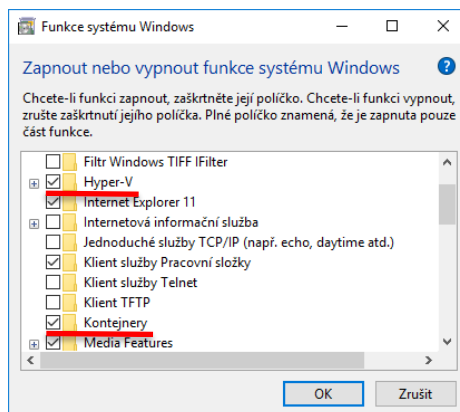 Funkce systému Windows
Zapnout nebo vypnout funkce systému Windows
Chcete-li funkci zapnout, zaškrtněte její políčko. Chcete-li funkci vypnout,
zrušte zaškrtnutí jejího políčka. Plné políčko znamená, že je zapnuta pouze
část funkce.
Filtr Windows TIFF IFilter
Hyper-V
Internet Explorer 11
Internetová informační služba
Jednoduché služby TCP/IP (např. echo, daytime atd.)
Klient služby Pracovní složky
Klient služby Telnet
Klient TFTP
Kontejnery
Media Features
OK
Zrušit